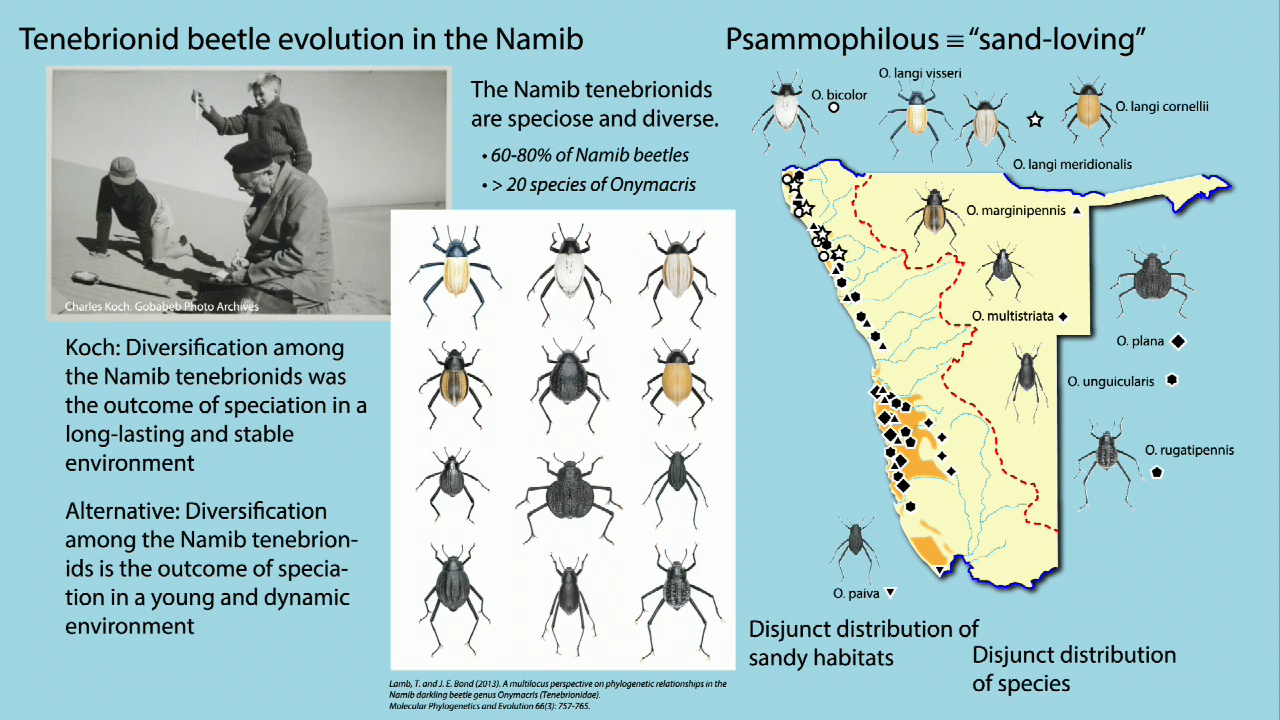 Tenebrionid beetle evolution in the Namib
Psammophilous ≡ “sand-loving”
Charles Koch. Gobabeb Photo Archives
The Namib tenebrionids
are speciose and diverse.
• 60-80% of Namib beetles
• > 20 species of Onymacris
Koch: Diversification among
the Namib tenebrionids was
the outcome of speciation in a
long-lasting and stable
environment
Alternative: Diversification
among the Namib tenebrion-
ids is the outcome of specia-
tion in a young and dynamic
environment
Lamb, T. and J. E. Bond (2013). A multilocus perspective on phylogenetic relationships in the
Namib darkling beetle genus Onymacris (Tenebrionidae).
Molecular Phylogenetics and Evolution 66(3): 757-765.
O. langi visseri
O. bicolor
O. langi cornellii
O. langi meridionalis
O. marginipennis
O. multistriata
O. plana
O. unguicularis
O. rugatipennis
O. paiva
Disjunct distribution of
sandy habitats
Disjunct distribution
of species